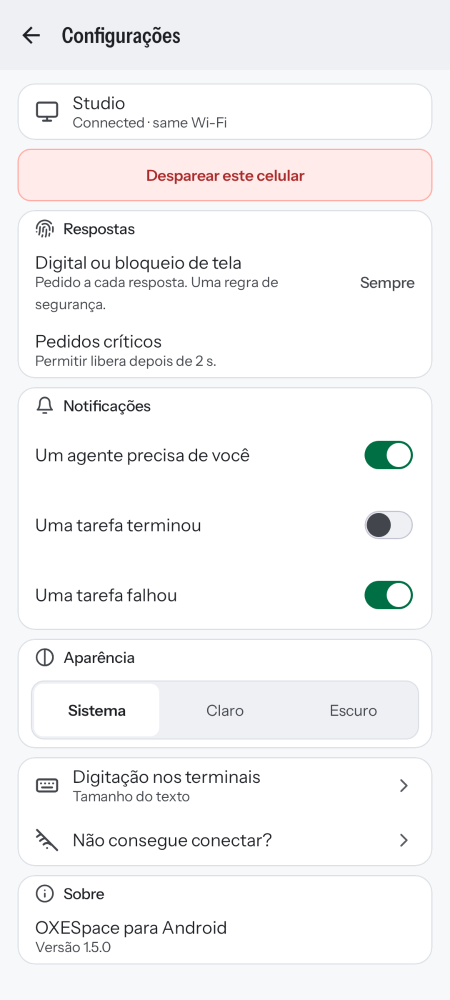 Configurações
Studio
Connected · same Wi-Fi
Desparear este celular
Respostas
Digital ou bloqueio de tela
Pedido a cada resposta. Uma regra de
segurança.
Sempre
Pedidos críticos
Permitir libera depois de 2 s.
Notificações
Um agente precisa de você
Uma tarefa terminou
Uma tarefa falhou
Aparência
Sistema
Claro
Escuro
Digitação nos terminais
Tamanho do texto
Não consegue conectar?
Sobre
OXESpace para Android
Versão 1.5.0